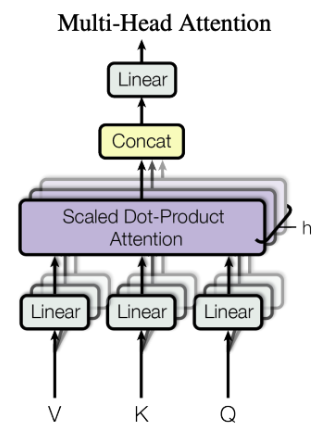 Multi-Head Attention
Linear
Concat
Scaled Dot-Product
Attention
h
Linear Linear Linear
V K Q